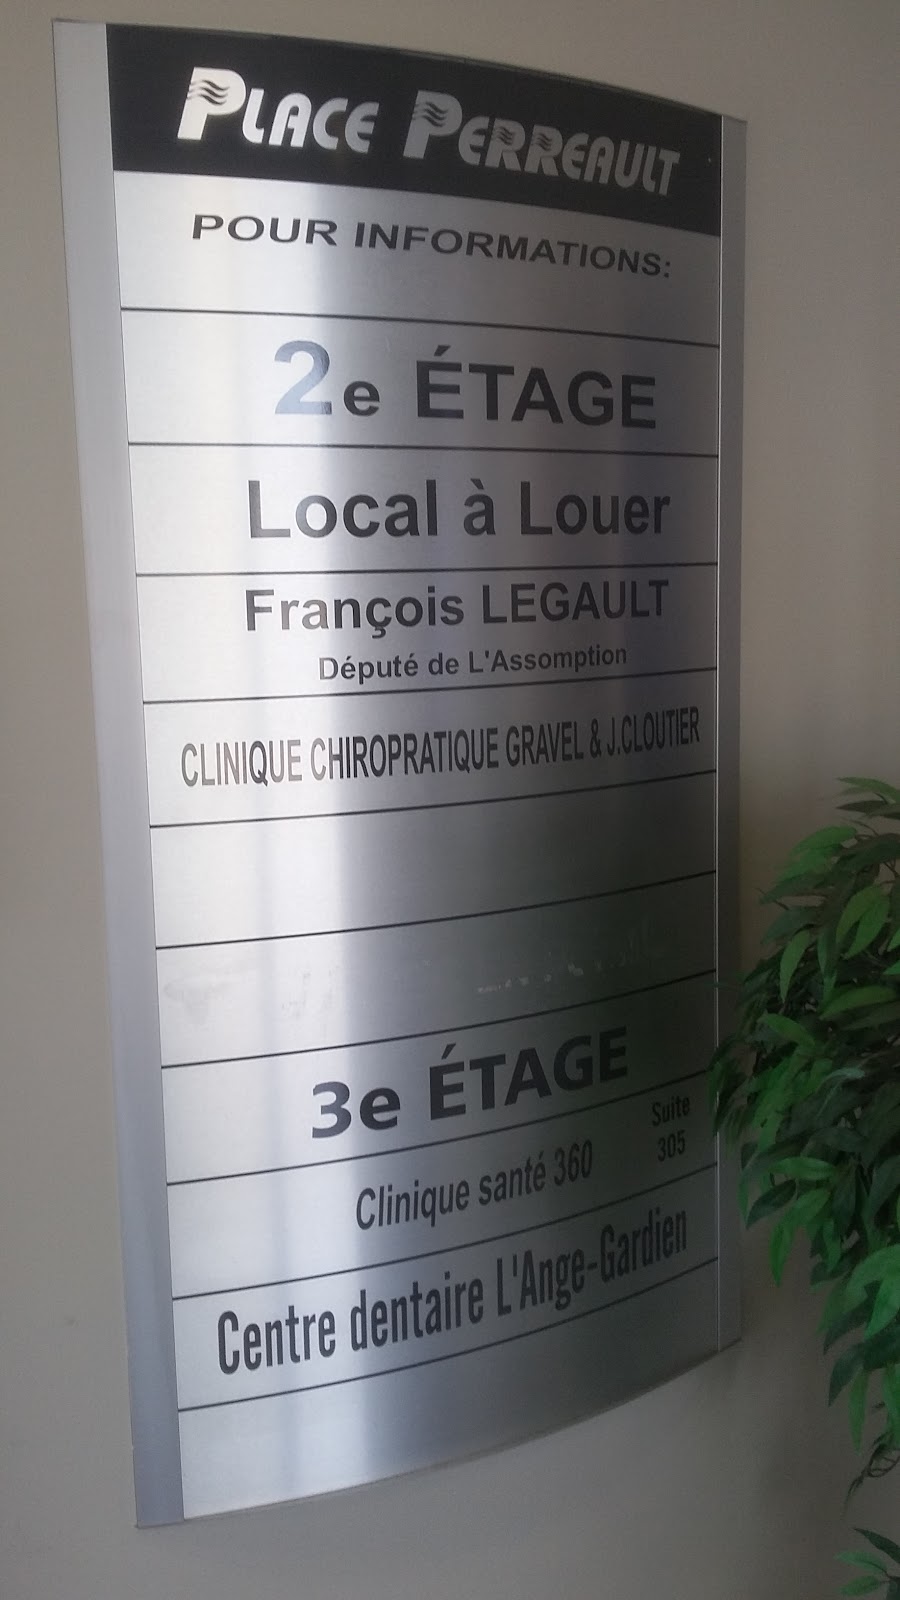 PLACE PERREAULT
POUR INFORMATIONS:
2e ÉTAGE
Local à Louer
François LEGAULT
Député de L'Assomption
CLINIQUE CHIROPRATIQUE GRAVEL & J.CLOUTIER
3e ÉTAGE
Clinique santé 360 Suite 305
Centre dentaire L'Ange-Gardien